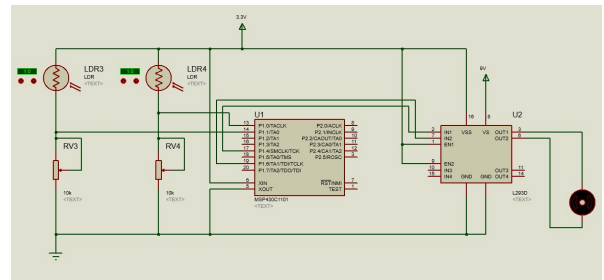 3.3V
LDR3
LDR
<TEXT>
LDR4
LDR
<TEXT>
9V
U1
U2
13 P1.0/TACLK P2.0/ACLK 8
14 P1.1/TA0 P2.1/INCLK 9
15 P1.2/TA1 P2.2/CAOUT/TA0 10
16 P1.3/TA2 P2.3/CA0/TA1 11
17 P1.4/SMCLK/TCK P2.4/CA1/TA2 12
18 P1.5/TA0/TMS P2.5/ROSC 3
19 P1.6/TA1/TDI/TCLK
20 P1.7/TA2/TDO/TDI
6 XIN RST/NMI 7
5 XOUT TEST 1
MSP430C1101
<TEXT>
16 8
2 IN1 VSS VS OUT1 3
7 IN2 OUT2 6
1 EN1
9 EN2
10 IN3 OUT3 11
15 IN4 GND GND OUT4 14
L293D
<TEXT>
RV3
10k
<TEXT>
RV4
10k
<TEXT>